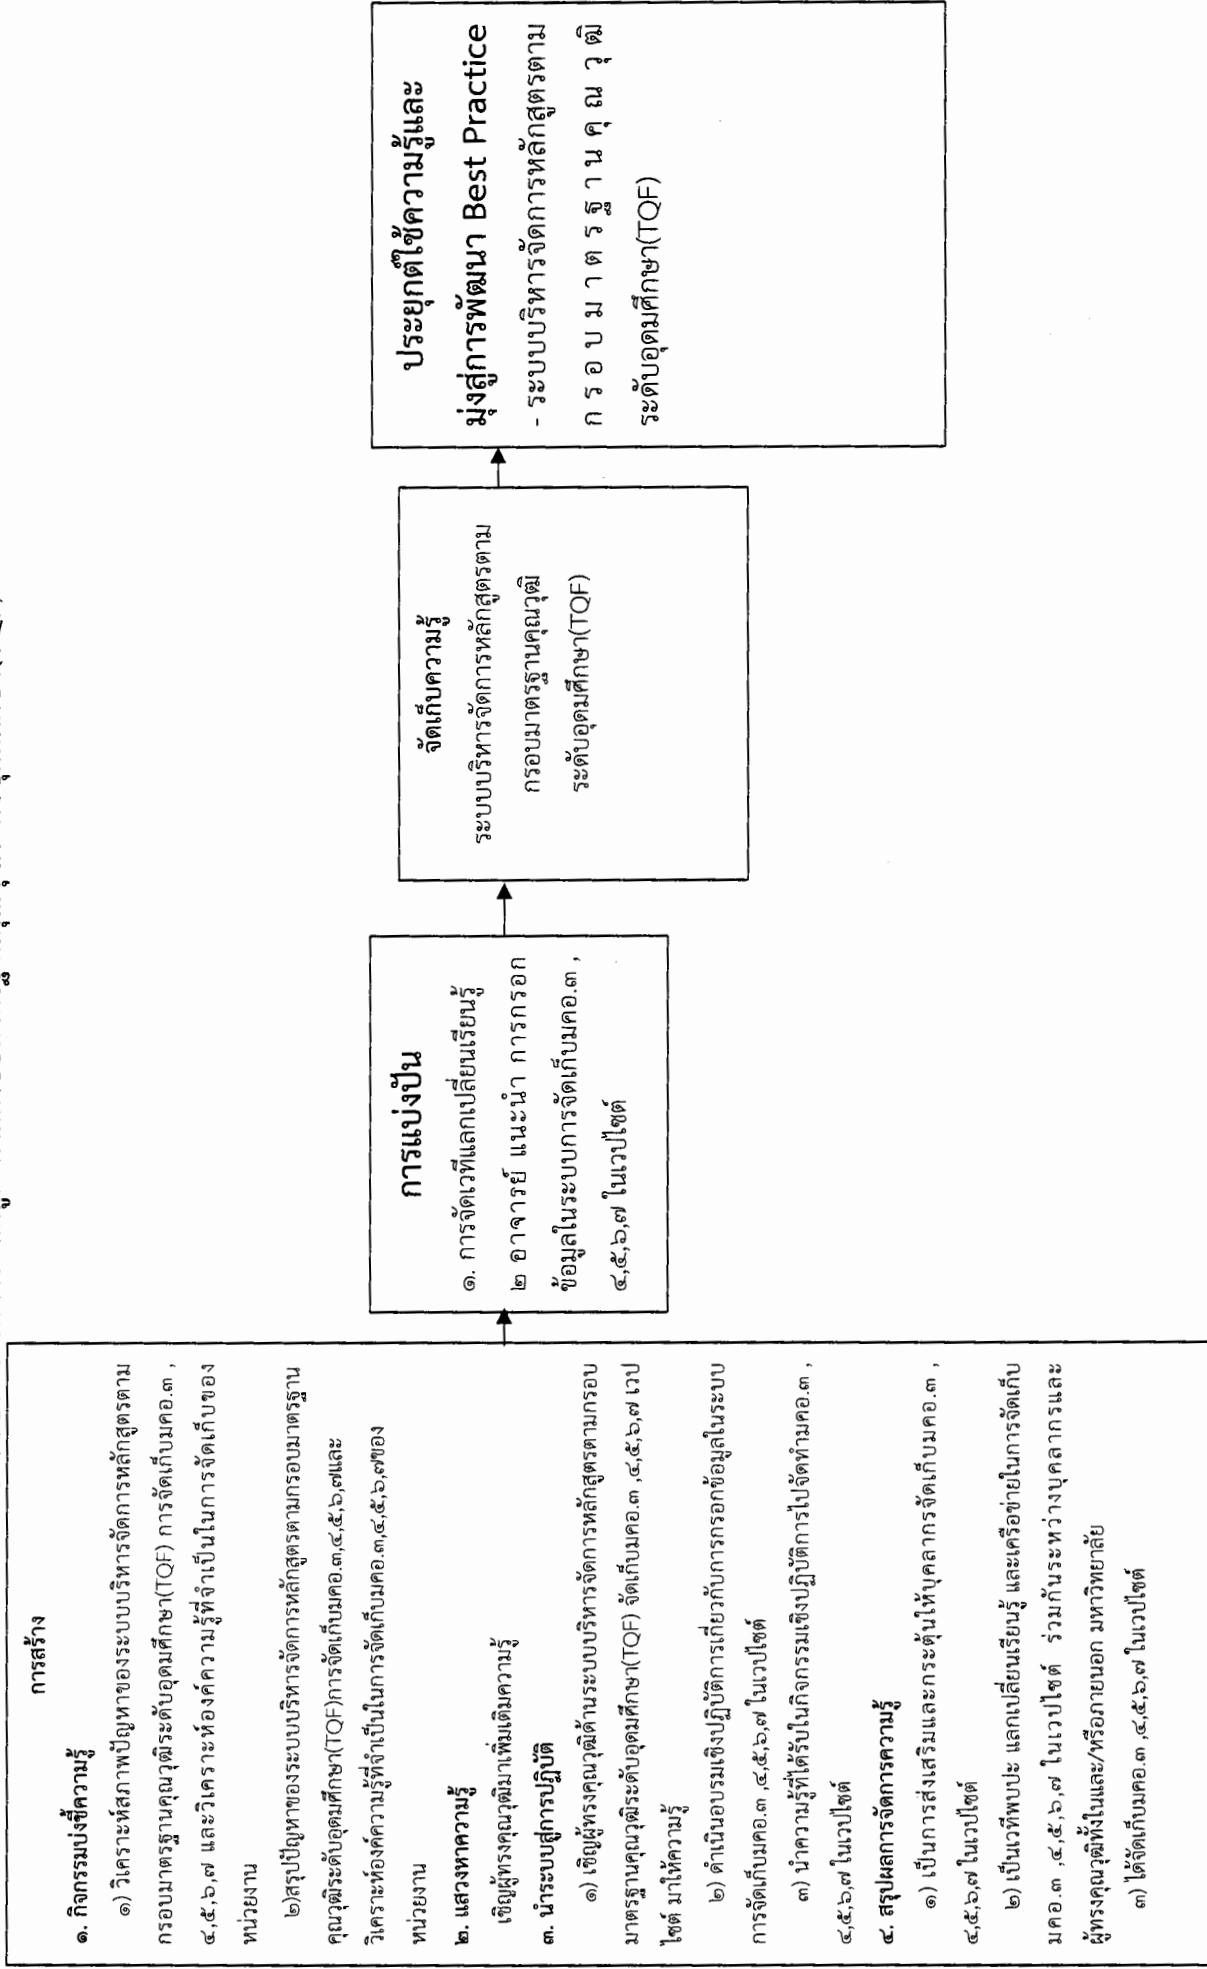 การสร้าง
๑. กิจกรรมบ่งชี้ความรู้
๑) วิเคราะห์สภาพปัญหาของระบบบริหารจัดการหลักสูตรตาม
กรอบมาตรฐานคุณวุฒิระดับอุดมศึกษา(TQF) การจัดเก็บมคอ.๓ ,
๔,๕,๖,๗ และวิเคราะห์องค์ความรู้ที่จำเป็นในการจัดเก็บของ
หน่วยงาน
๒)สรุปปัญหาของระบบบริหารจัดการหลักสูตรตามกรอบมาตรฐาน
คุณวุฒิระดับอุดมศึกษา(TQF)การจัดเก็บมคอ.๓,๔,๕,๖,๗และ
วิเคราะห์องค์ความรู้ที่จำเป็นในการจัดเก็บมคอ.๓,๔,๕,๖,๗ของ
หน่วยงาน
๒. แสวงหาความรู้
เชิญผู้ทรงคุณวุฒิมาเพิ่มเติมความรู้
๓. นำระบบสู่การปฏิบัติ
๑) เชิญผู้ทรงคุณวุฒิด้านระบบบริหารจัดการหลักสูตรตามกรอบ
มาตรฐานคุณวุฒิระดับอุดมศึกษา(TQF) จัดเก็บมคอ.๓ ,๔,๕,๖,๗ เวป
ไซต์ มาให้ความรู้
๒) ดำเนินอบรมเชิงปฏิบัติการเกี่ยวกับการกรอกข้อมูลในระบบ
การจัดเก็บมคอ.๓ ,๔,๕,๖,๗ ในเวปไซต์
๓) นำความรู้ที่ได้รับในกิจกรรมเชิงปฏิบัติการไปจัดทำมคอ.๓ ,
๔,๕,๖,๗ ในเวปไซต์
๔. สรุปผลการจัดการความรู้
๑) เป็นการส่งเสริมและกระตุ้นให้บุคลากรจัดเก็บมคอ.๓ ,
๔,๕,๖,๗ ในเวปไซต์
๒) เป็นเวทีพบปะ แลกเปลี่ยนเรียนรู้ และเครือข่ายในการจัดเก็บ
มคอ.๓ ,๔,๕,๖,๗ ในเวปไซต์ ร่วมกันระหว่างบุคลากรและ
ผู้ทรงคุณวุฒิทั้งในและ/หรือภายนอก มหาวิทยาลัย
๓) ได้จัดเก็บมคอ.๓ ,๔,๕,๖,๗ ในเวปไซต์
การแบ่งปัน
๑. การจัดเวทีแลกเปลี่ยนเรียนรู้
๒ อาจารย์ แนะนำ การกรอก
ข้อมูลในระบบการจัดเก็บมคอ.๓ ,
๔,๕,๖,๗ ในเวปไซต์
จัดเก็บความรู้
ระบบบริหารจัดการหลักสูตรตาม
กรอบมาตรฐานคุณวุฒิ
ระดับอุดมศึกษา(TQF)
ประยุกต์ใช้ความรู้และ
มุ่งสู่การพัฒนา Best Practice
- ระบบบริหารจัดการหลักสูตรตาม
กรอบมาตรฐานคุณวุฒิ
ระดับอุดมศึกษา(TQF)